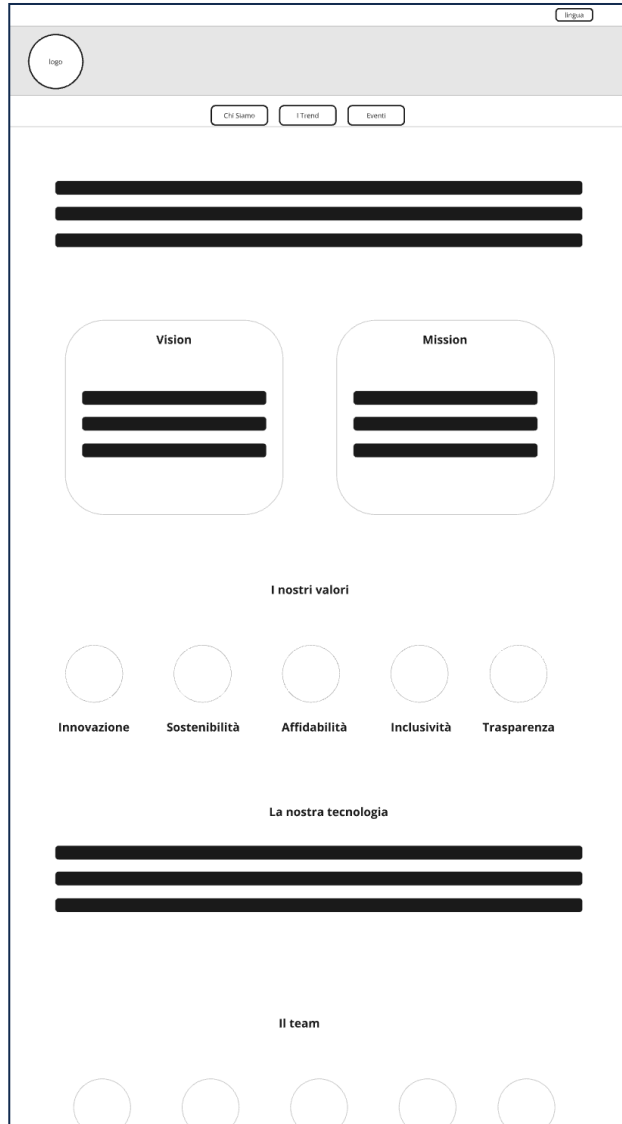 lingua
logo
Chi Siamo
I Trend
Eventi
Vision
Mission
I nostri valori
Innovazione
Sostenibilità
Affidabilità
Inclusività
Trasparenza
La nostra tecnologia
Il team